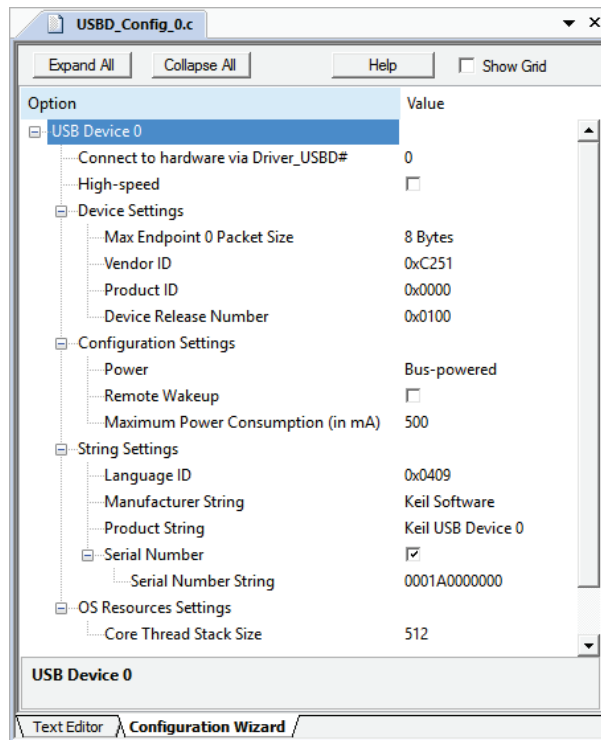 USBD_Config_0.c
Expand All Collapse All Help Show Grid
Option Value
USB Device 0
Connect to hardware via Driver_USBD# 0
High-speed
Device Settings
Max Endpoint 0 Packet Size 8 Bytes
Vendor ID 0xC251
Product ID 0x0000
Device Release Number 0x0100
Configuration Settings
Power Bus-powered
Remote Wakeup
Maximum Power Consumption (in mA) 500
String Settings
Language ID 0x0409
Manufacturer String Keil Software
Product String Keil USB Device 0
Serial Number
Serial Number String 0001A0000000
OS Resources Settings
Core Thread Stack Size 512
USB Device 0
Text Editor Configuration Wizard